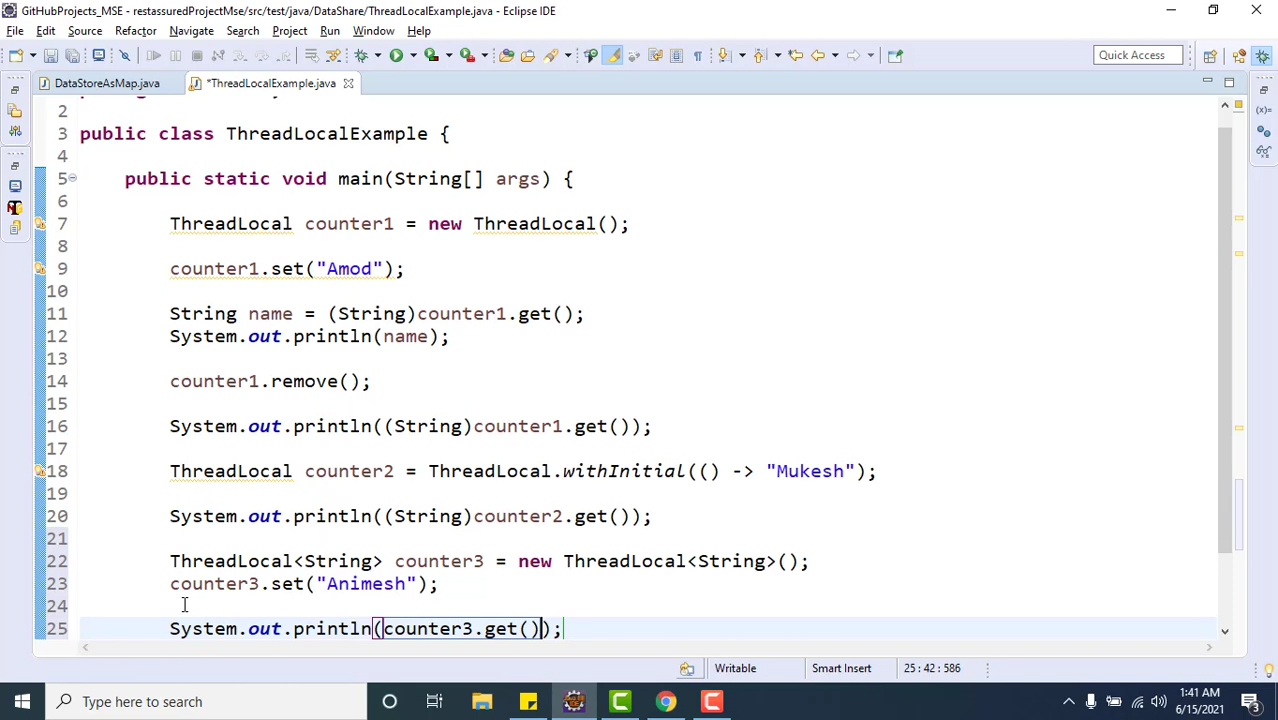 GitHubProjects_MSE - restassuredProjectMse/src/test/java/DataShare/ThreadLocalExample.java - Eclipse IDE
File Edit Source Refactor Navigate Search Project Run Window Help
Quick Access
DataStoreAsMap.java *ThreadLocalExample.java
2
3 public class ThreadLocalExample {
4
5 public static void main(String[] args) {
6
7 ThreadLocal counter1 = new ThreadLocal();
8
9 counter1.set("Amod");
10
11 String name = (String)counter1.get();
12 System.out.println(name);
13
14 counter1.remove();
15
16 System.out.println((String)counter1.get());
17
18 ThreadLocal counter2 = ThreadLocal.withInitial(() -> "Mukesh");
19
20 System.out.println((String)counter2.get());
21
22 ThreadLocal<String> counter3 = new ThreadLocal<String>();
23 counter3.set("Animesh");
24
25 System.out.println(counter3.get());
Writable Smart Insert 25 : 42 : 586
Type here to search
1:41 AM
6/15/2021
3